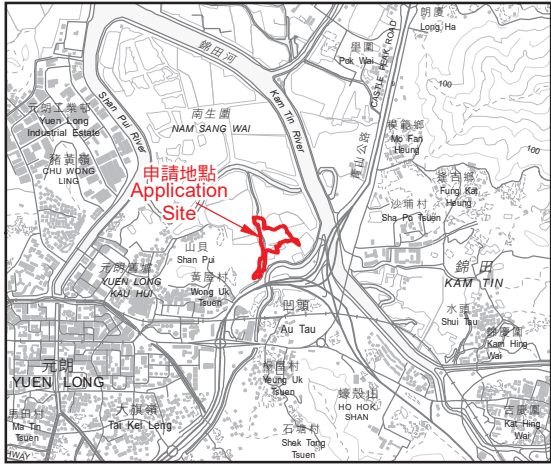 朗廈
Long Ha
壆圍
Pok Wai
錦田河
Kam Tin River
CASTLE PEAK ROAD
青山公路
100
元朗工業邨
Yuen Long
Industrial Estate
Shan Pui River
南生圍
NAM SANG WAI
模範鄉
Mo Fan
Heung
100
豬黃嶺
CHU WONG
LING
申請地點
Application
Site
逢吉鄉
Fung Kat
Heung
沙埔村
Sha Po Tsuen
山貝
Shan Pui
元朗舊墟
YUEN LONG
KAU HUI
黃屋村
Wong Uk
Tsuen
錦田
KAM TIN
凹頭
Au Tau
水頭
Shui Tau
錦慶圍
Kam Hing
Wai
元朗
YUEN LONG
楊屋村
Yeung Uk
Tsuen
蠔殼山
HO HOK
SHAN
馬田村
Ma Tin
Tsuen
大旗嶺
Tai Kei Leng
石塘村
Shek Tong
Tsuen
吉慶圍
Kat Hing
Wai
HWAY